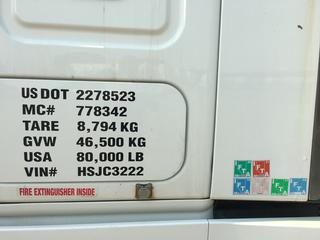 US DOT 2278523
MC# 778342
TARE 8,794 KG
GVW 46,500 KG
USA 80,000 LB
VIN# HSJC3222
FIRE EXTINGUISHER INSIDE